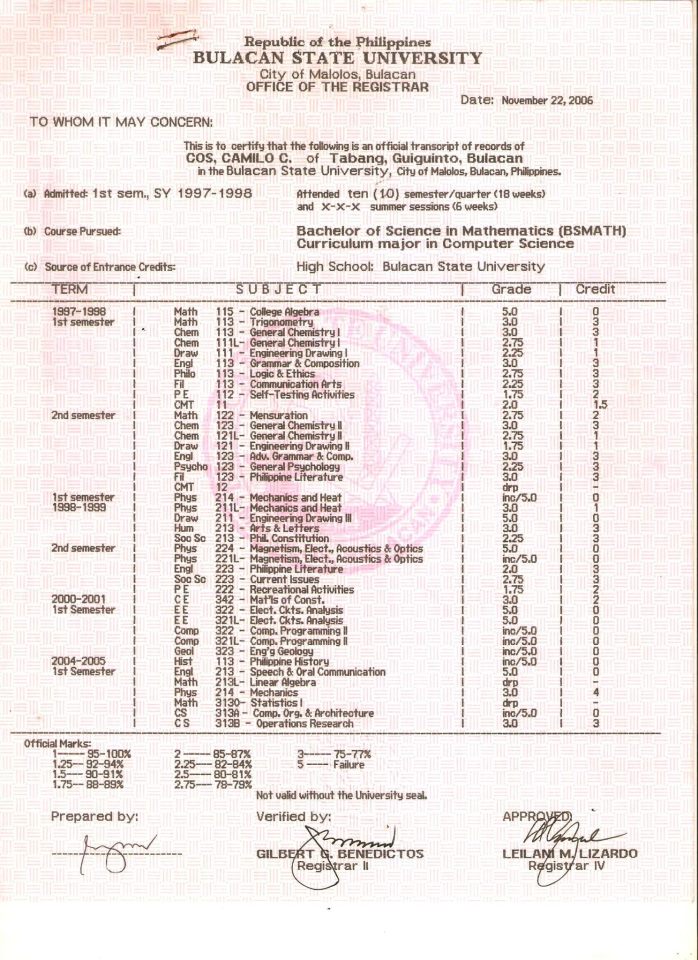 Republic of the Philippines
BULACAN STATE UNIVERSITY
City of Malolos, Bulacan
OFFICE OF THE REGISTRAR
Date: November 22, 2006
TO WHOM IT MAY CONCERN:
This is to certify that the following is an official transcript of records of
COS, CAMILO C. of Tabang, Guiguinto, Bulacan
in the Bulacan State University, City of Malolos, Bulacan, Philippines.
(a) Admitted: 1st sem., SY 1997-1998 Attended ten (10) semester/quarter (18 weeks)
and x-x-x summer sessions (6 weeks)
(b) Course Pursued: Bachelor of Science in Mathematics (BSMATH)
Curriculum major in Computer Science
(c) Source of Entrance Credits: High School: Bulacan State University
TERM | SUBJECT | Grade | Credit
1997-1998 | Math 115 - College Algebra | 5.0 | 0
1st semester | Math 113 - Trigonometry | 3.0 | 3
| Chem 113 - General Chemistry I | 3.0 | 3
| Chem 111L- General Chemistry I | 2.75 | 1
| Draw 111 - Engineering Drawing I | 2.25 | 1
| Engl 113 - Grammar & Composition | 3.0 | 3
| Philo 113 - Logic & Ethics | 2.75 | 3
| Fil 113 - Communication Arts | 2.25 | 3
| P E 112 - Self-Testing Activities | 1.75 | 2
| CMT 11 | 2.0 | 1.5
2nd semester | Math 122 - Mensuration | 2.75 | 2
| Chem 123 - General Chemistry II | 3.0 | 3
| Chem 121L- General Chemistry II | 2.75 | 1
| Draw 121 - Engineering Drawing II | 1.75 | 1
| Engl 123 - Adv. Grammar & Comp. | 3.0 | 3
| Psycho 123 - General Psychology | 2.25 | 3
| Fil 123 - Philippine Literature | 3.0 | 3
| CMT 12 | drp | -
1st semester | Phys 214 - Mechanics and Heat | inc/5.0 | 0
1998-1999 | Phys 211L- Mechanics and Heat | 3.0 | 1
| Draw 211 - Engineering Drawing III | 5.0 | 0
| Hum 213 - Arts & Letters | 3.0 | 3
| Soc Sc 213 - Phil. Constitution | 2.25 | 3
2nd semester | Phys 224 - Magnetism, Elect., Acoustics & Optics | 5.0 | 0
| Phys 221L- Magnetism, Elect., Acoustics & Optics | inc/5.0 | 0
| Engl 223 - Philippine Literature | 2.0 | 3
| Soc Sc 223 - Current Issues | 2.75 | 3
| P E 222 - Recreational Activities | 1.75 | 2
2000-2001 | C E 342 - Mat'ls of Const. | 3.0 | 2
1st Semester | E E 322 - Elect. Ckts. Analysis | 5.0 | 0
| E E 321L- Elect. Ckts. Analysis | 5.0 | 0
| Comp 322 - Comp. Programming II | inc/5.0 | 0
| Comp 321L- Comp. Programming II | inc/5.0 | 0
| Geol 323 - Eng'g Geology | inc/5.0 | 0
2004-2005 | Hist 113 - Philippine History | inc/5.0 | 0
1st Semester | Engl 213 - Speech & Oral Communication | 5.0 | 0
| Math 213L- Linear Algebra | drp | -
| Phys 214 - Mechanics | 3.0 | 4
| Math 3130- Statistics I | drp | -
| CS 313A - Comp. Org. & Architecture | inc/5.0 | 0
| C S 313B - Operations Research | 3.0 | 3
Official Marks:
1----- 95-100% 2 ----- 85-87% 3----- 75-77%
1.25-- 92-94% 2.25--- 82-84% 5 ---- Failure
1.5--- 90-91% 2.5---- 80-81%
1.75-- 88-89% 2.75--- 78-79%
Not valid without the University seal.
Prepared by: Verified by: APPROVED:
GILBERT G. BENEDICTOS LEILANI M. LIZARDO
Registrar II Registrar IV